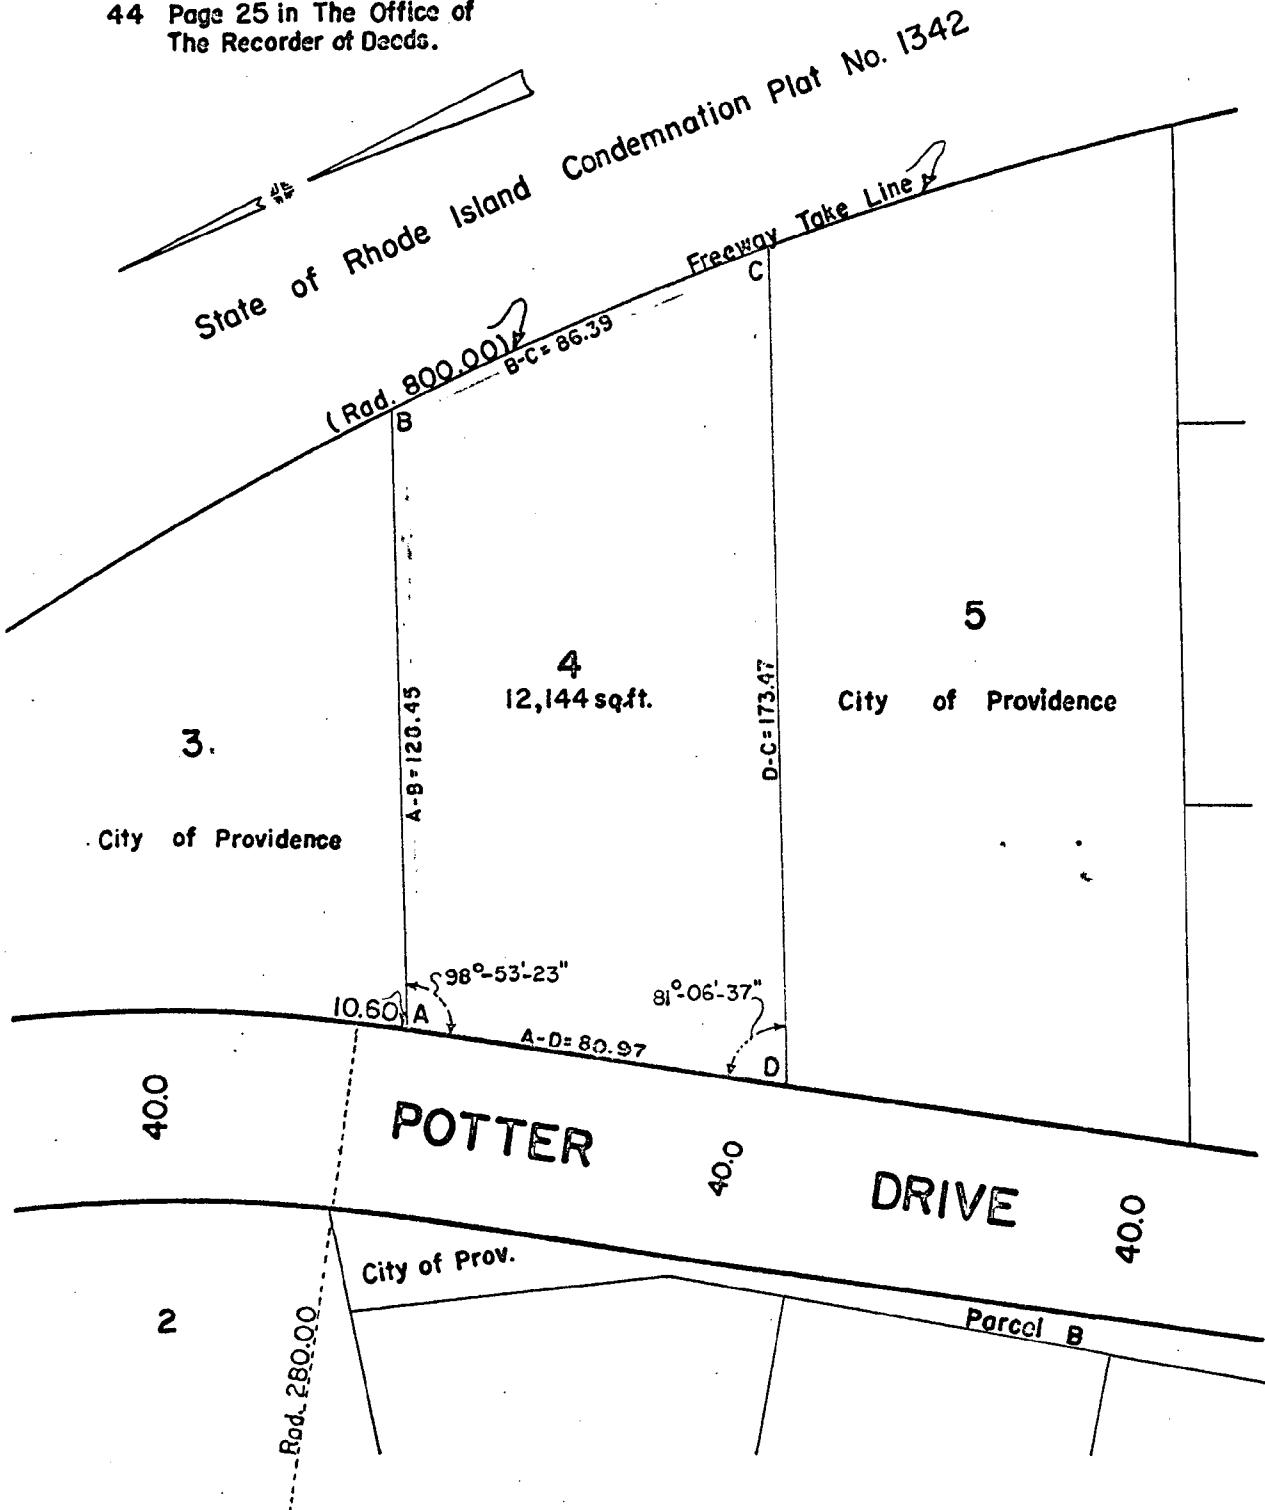 44 Page 25 in The Office of
The Recorder of Deeds.
State of Rhode Island Condemnation Plat No. 1342
Freeway Take Line
C
(Rad. 800.00)
B-C= 86.39
B
5
4
12,144 sq.ft.
City of Providence
D-C=173.47
A-B=128.45
3.
City of Providence
98°-53'-23"
81°-06'-37"
10.60
A
A-D= 80.97
D
40.0
POTTER DRIVE
40.0
40.0
City of Prov.
2
Parcel B
Rad. 280.00